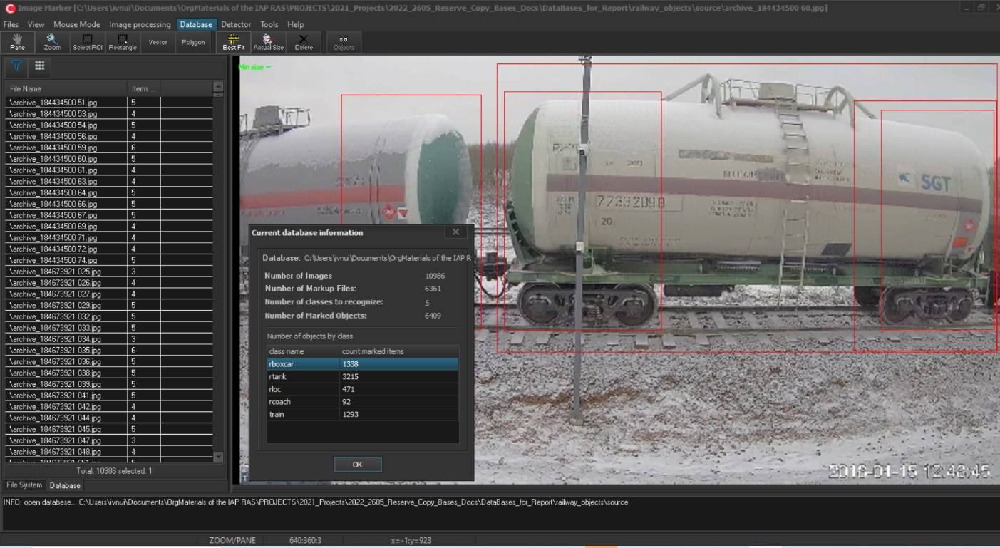 Image Marker [C:\Users\ivnui\Documents\OrgMaterials of the IAP RAS\PROJECTS\2021_Projects\2022_2605_Reserve_Copy_Bases_Docs\DataBases_for_Report\railway_objects\source\archive_184434500 60.jpg]
Files View Mouse Mode Image processing Database Detector Tools Help
Pane Zoom Select ROI Rectangle Vector Polygon Best Fit Actual Size Delete Objects
Min size =
File Name Items ...
\archive_184434500 51.jpg 5
\archive_184434500 53.jpg 4
\archive_184434500 54.jpg 5
\archive_184434500 56.jpg 4
\archive_184434500 59.jpg 6
\archive_184434500 60.jpg 5
\archive_184434500 61.jpg 4
\archive_184434500 63.jpg 4
\archive_184434500 64.jpg 5
\archive_184434500 66.jpg 5
\archive_184434500 67.jpg 5
\archive_184434500 69.jpg 4
\archive_184434500 71.jpg 4
\archive_184434500 72.jpg 4
\archive_184434500 74.jpg 5
\archive_184673921 025.jpg 3
\archive_184673921 026.jpg 4
\archive_184673921 027.jpg 4
\archive_184673921 029.jpg 5
\archive_184673921 032.jpg 5
\archive_184673921 033.jpg 5
\archive_184673921 034.jpg 3
\archive_184673921 035.jpg 6
\archive_184673921 036.jpg 5
\archive_184673921 038.jpg 5
\archive_184673921 039.jpg 5
\archive_184673921 041.jpg 5
\archive_184673921 042.jpg 4
\archive_184673921 044.jpg 4
\archive_184673921 045.jpg 5
\archive_184673921 047.jpg 3
\archive_184673921 048.jpg 4
Total: 10986 selected: 1
File System Database
SGT
20
Current database information
Database: C:\Users\ivnui\Documents\OrgMaterials of the IAP R
Number of Images 10986
Number of Markup Files: 6361
Number of classes to recognize: 5
Number of Marked Objects: 6409
Number of objects by class
class name count marked items
rboxcar 1338
rtank 3215
rloc 471
rcoach 92
train 1293
OK
2018-01-15 12:48:45
INFO: open database... C:\Users\ivnui\Documents\OrgMaterials of the IAP RAS\PROJECTS\2021_Projects\2022_2605_Reserve_Copy_Bases_Docs\DataBases_for_Report\railway_objects\source
ZOOM/PANE 640:360:3 x=-1:y=923